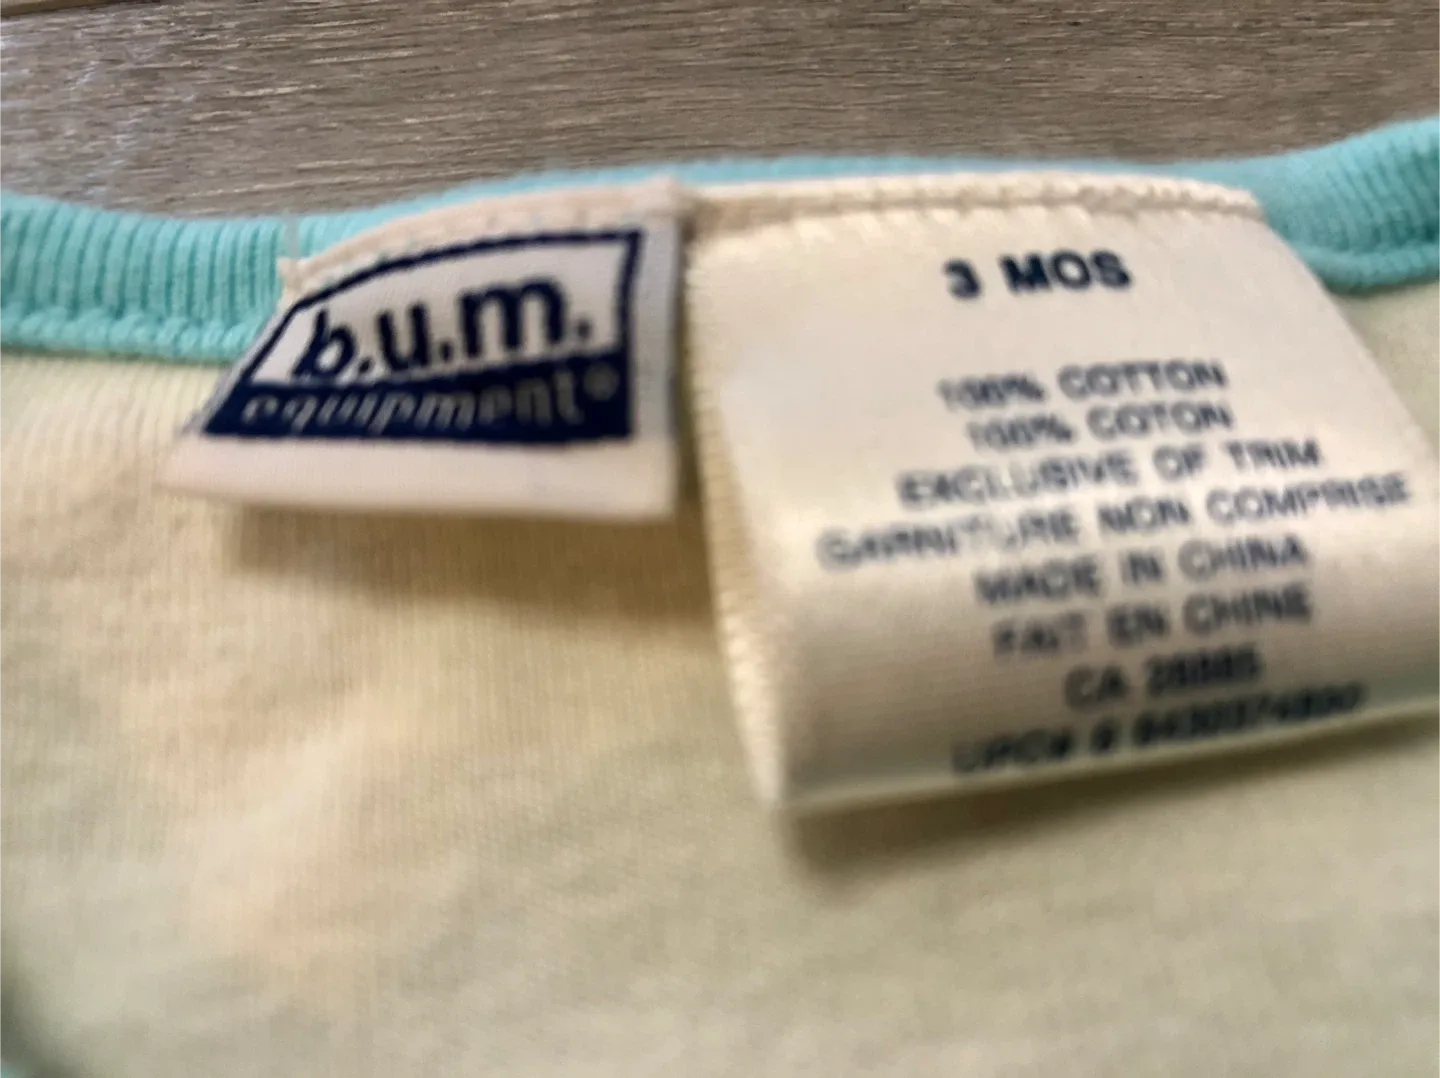 b.u.m.
equipment
3 MOS
100% COTTON
100% COTON
EXCLUSIVE OF TRIM
GARNITURE NON COMPRISE
MADE IN CHINA
FAIT EN CHINE
CA
UPC# #